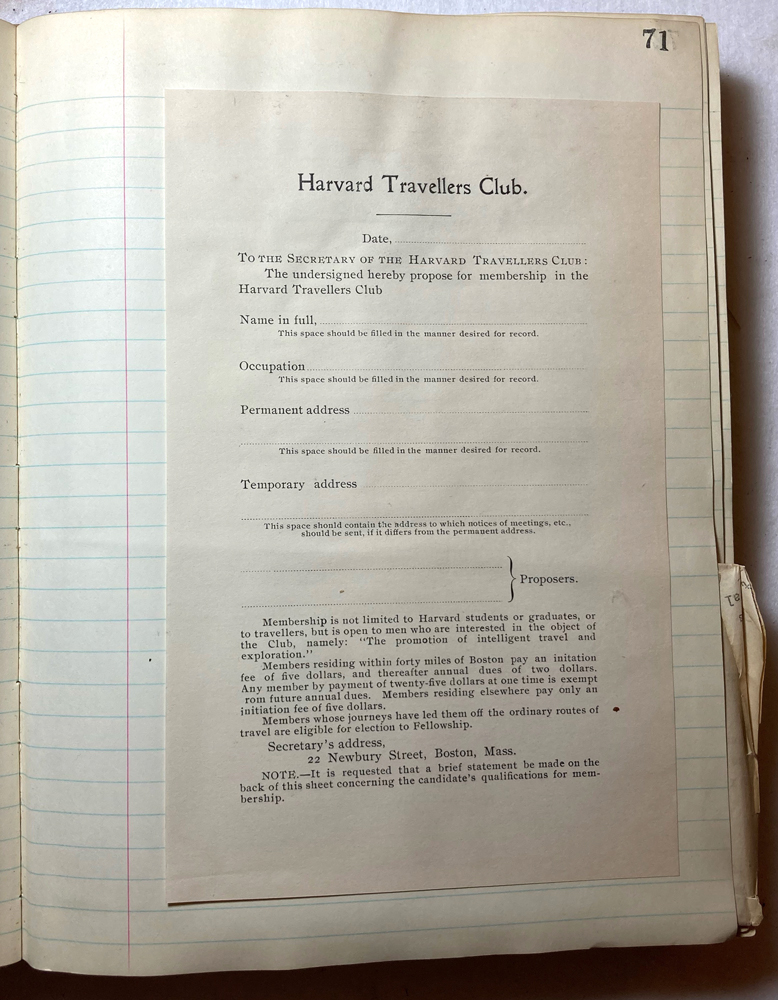 71
Harvard Travellers Club.
Date,
TO THE SECRETARY OF THE HARVARD TRAVELLERS CLUB:
The undersigned hereby propose for membership in the
Harvard Travellers Club
Name in full,
This space should be filled in the manner desired for record.
Occupation
This space should be filled in the manner desired for record.
Permanent address
This space should be filled in the manner desired for record.
Temporary address
This space should contain the address to which notices of meetings, etc.,
should be sent, if it differs from the permanent address.
Proposers.
Membership is not limited to Harvard students or graduates, or
to travellers, but is open to men who are interested in the object of
the Club, namely: "The promotion of intelligent travel and
exploration."
Members residing within forty miles of Boston pay an initation
fee of five dollars, and thereafter annual dues of two dollars.
Any member by payment of twenty-five dollars at one time is exempt
rom future annual dues. Members residing elsewhere pay only an
initiation fee of five dollars.
Members whose journeys have led them off the ordinary routes of
travel are eligible for election to Fellowship.
Secretary's address,
22 Newbury Street, Boston, Mass.
NOTE.—It is requested that a brief statement be made on the
back of this sheet concerning the candidate's qualifications for mem-
bership.